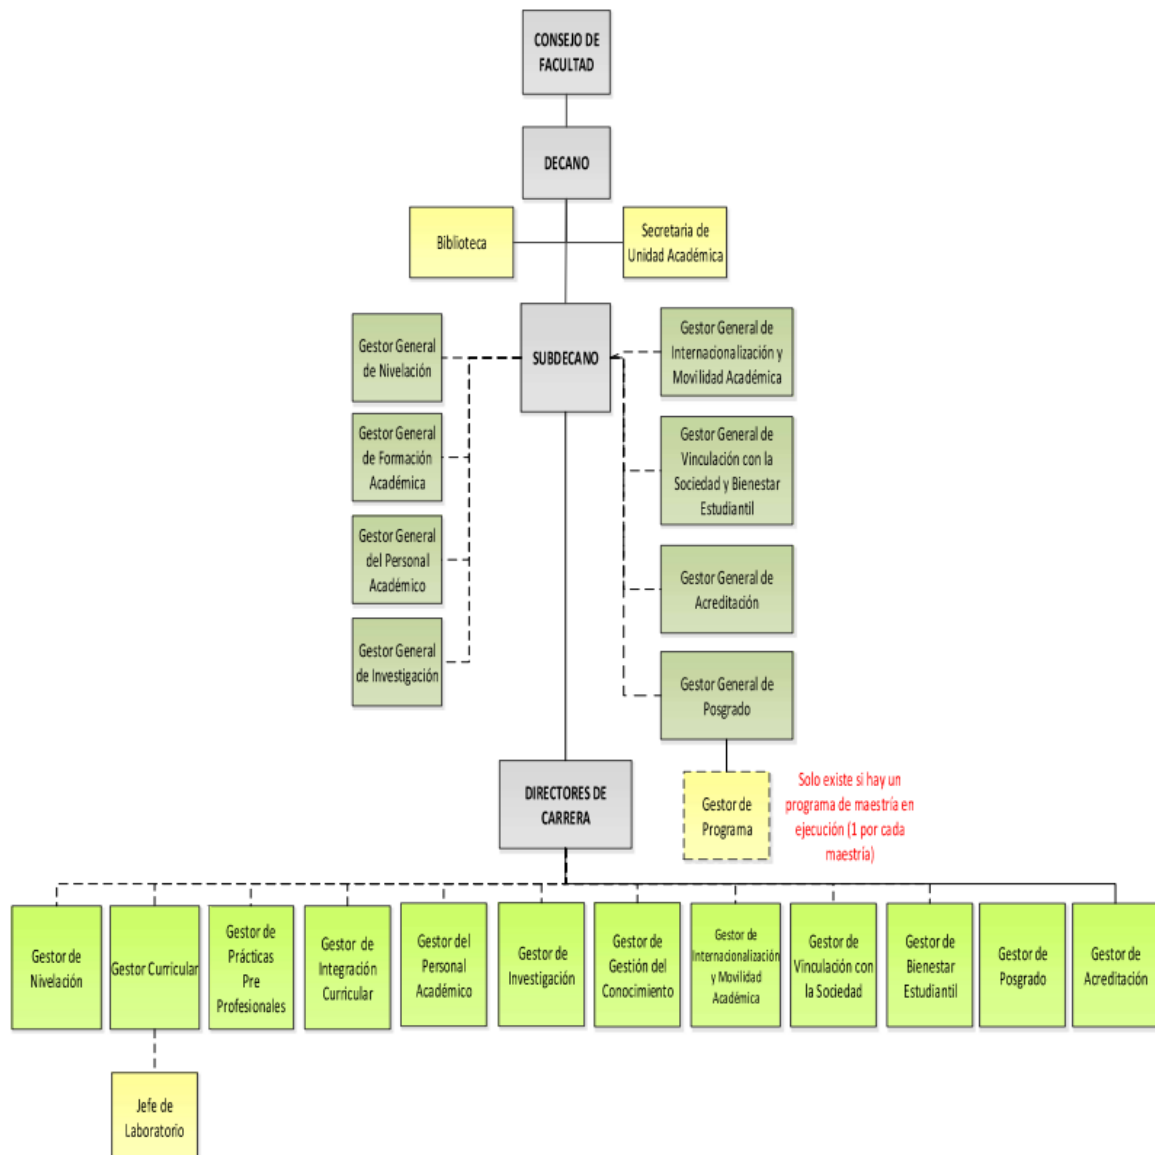 CONSEJO DE
FACULTAD
DECANO
Biblioteca
Secretaria de
Unidad Académica
SUBDECANO
Gestor General
de Nivelación
Gestor General
de Formación
Académica
Gestor General
del Personal
Académico
Gestor General
de Investigación
Gestor General de
Internacionalización y
Movilidad Académica
Gestor General de
Vinculación con la
Sociedad y Bienestar
Estudiantil
Gestor General de
Acreditación
Gestor General de
Posgrado
Gestor de
Programa
Solo existe si hay un
programa de maestría en
ejecución (1 por cada
maestría)
DIRECTORES DE
CARRERA
Gestor de
Nivelación
Gestor Curricular
Gestor de
Prácticas
Pre
Profesionales
Gestor de
Integración
Curricular
Gestor del
Personal
Académico
Gestor de
Investigación
Gestor de
Gestión del
Conocimiento
Gestor de
Internacionalización
y Movilidad
Académica
Gestor de
Vinculación con
la Sociedad
Gestor de
Bienestar
Estudiantil
Gestor de
Posgrado
Gestor de
Acreditación
Jefe de
Laboratorio